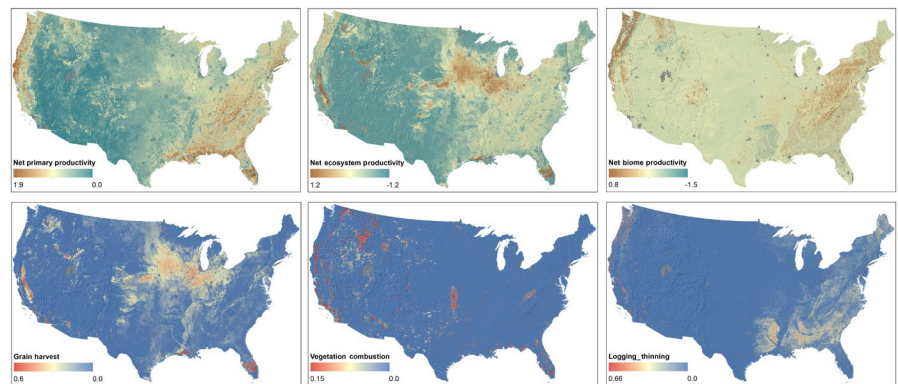 Net primary productivity
1.9 0.0
Net ecosystem productivity
1.2 -1.2
Net biome productivity
0.8 -1.5
Grain harvest
0.6 0.0
Vegetation combustion
0.15 0.0
Logging_thinning
0.66 0.0